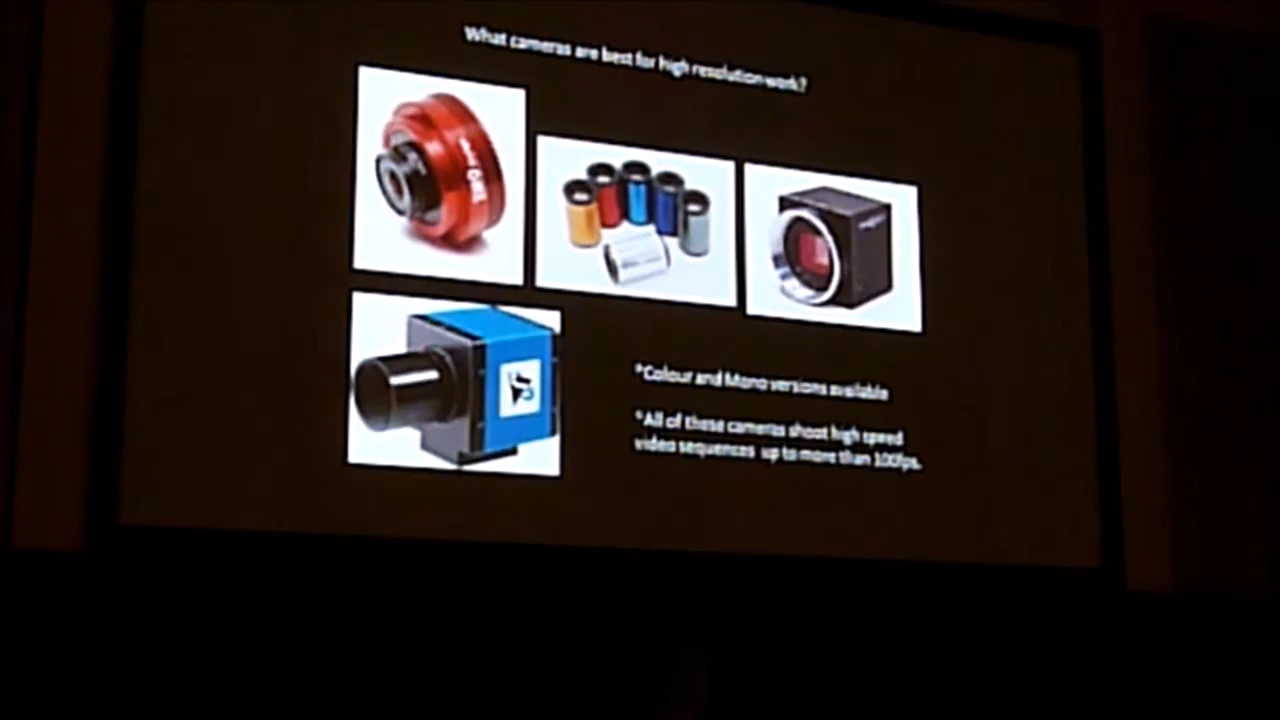 What cameras are best for high resolution work?
*Colour and Mono versions available
*All of these cameras shoot high speed
video sequences up to more than 100fps.